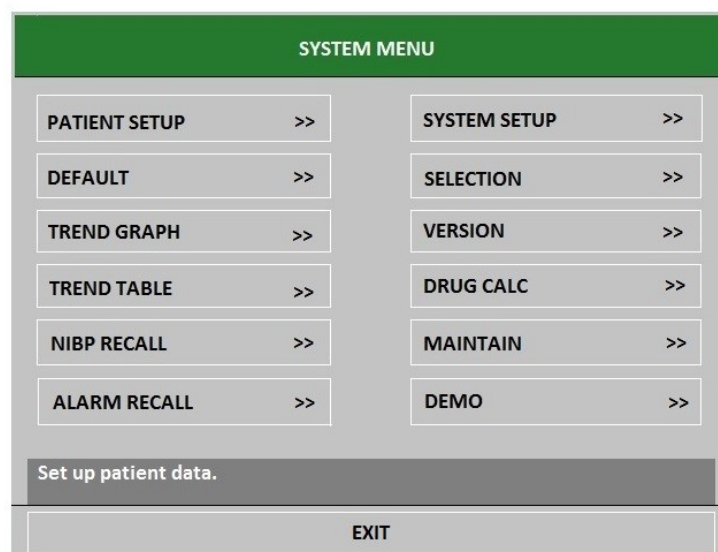 SYSTEM MENU
PATIENT SETUP >> SYSTEM SETUP >>
DEFAULT >> SELECTION >>
TREND GRAPH >> VERSION >>
TREND TABLE >> DRUG CALC >>
NIBP RECALL >> MAINTAIN >>
ALARM RECALL >> DEMO >>
Set up patient data.
EXIT